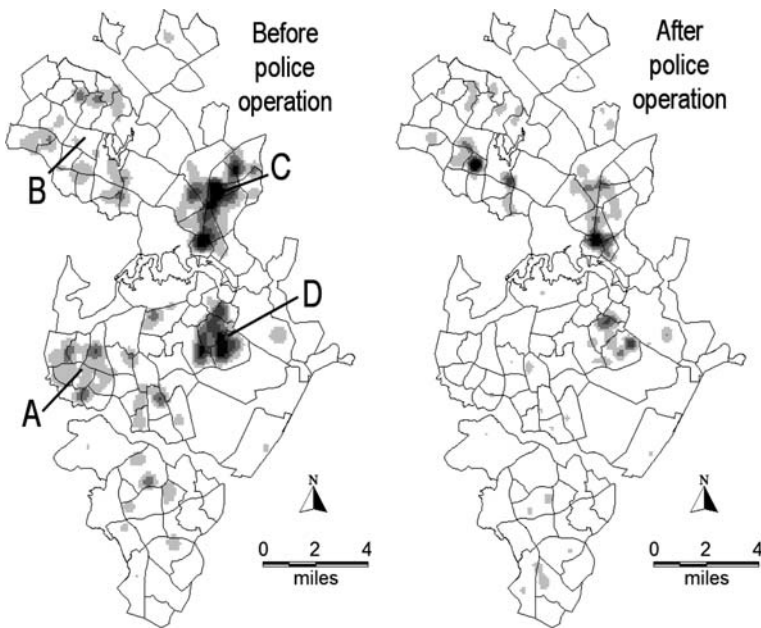 Before
police
operation
B
C
D
A
N
0 2 4
miles
After
police
operation
N
0 2 4
miles